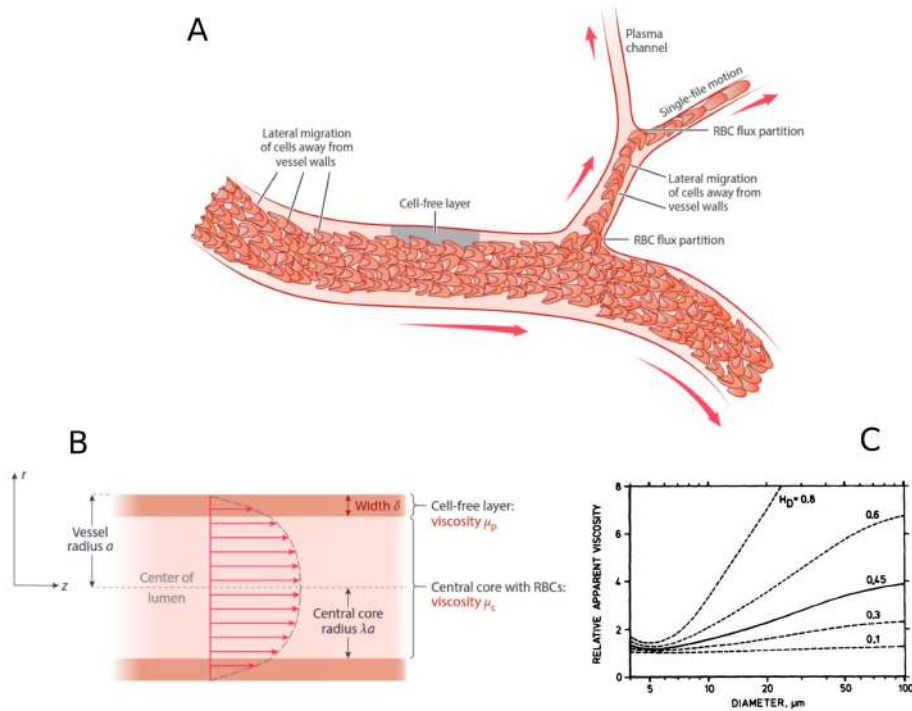 A
Plasma
channel
Single-file motion
RBC flux partition
Lateral migration
of cells away from
vessel walls
Lateral migration
of cells away from
vessel walls
Cell-free layer
RBC flux partition
B
r
Vessel
radius a
z
Center of
lumen
Width δ
Central core
radius λa
Cell-free layer:
viscosity μp
Central core with RBCs:
viscosity μc
C
RELATIVE APPARENT VISCOSITY
8
6
4
2
0
HD=0.8
0.6
0.45
0.3
0.1
5
10
50
100
DIAMETER, μm